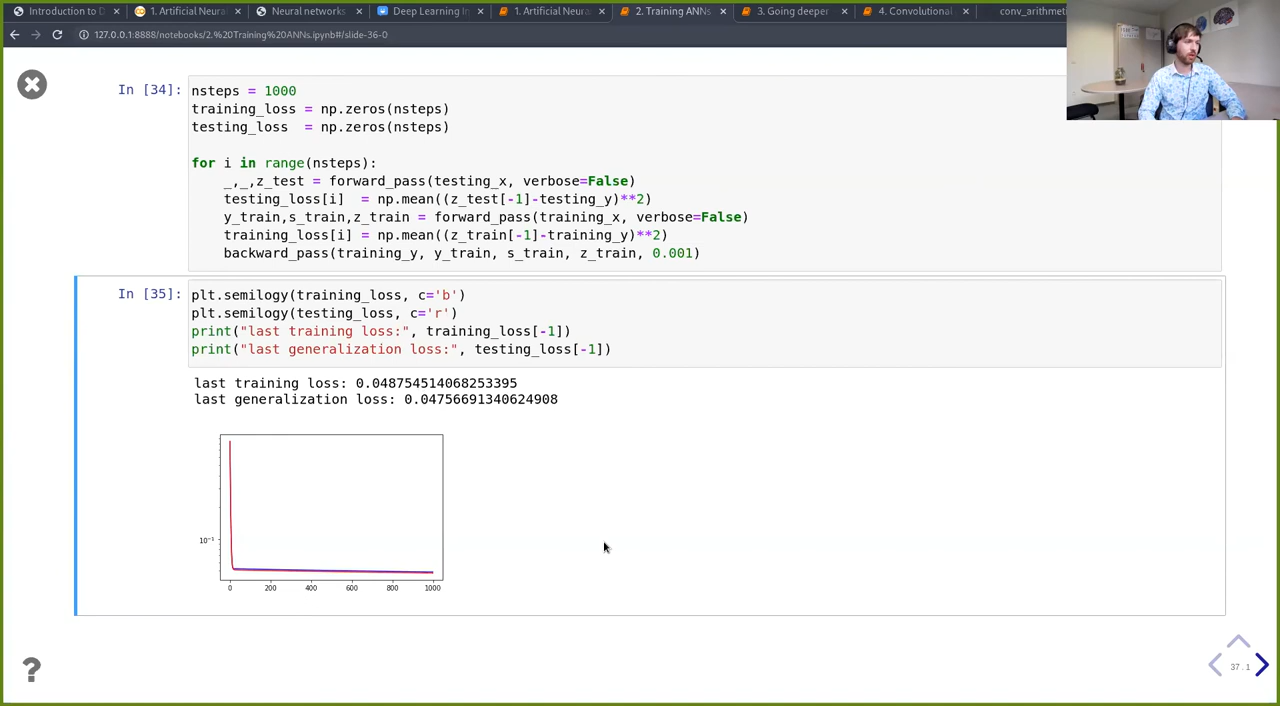 Introduction to D
1. Artificial Neural
Neural networks
Deep Learning In
1. Artificial Neura
2. Training ANNs
3. Going deeper
4. Convolutional
conv_arithmeti
127.0.0.1:8888/notebooks/2.%20Training%20ANNs.ipynb#/slide-36-0
In [34]:
nsteps = 1000
training_loss = np.zeros(nsteps)
testing_loss  = np.zeros(nsteps)
for i in range(nsteps):
    _,_,z_test = forward_pass(testing_x, verbose=False)
    testing_loss[i]  = np.mean((z_test[-1]-testing_y)**2)
    y_train,s_train,z_train = forward_pass(training_x, verbose=False)
    training_loss[i] = np.mean((z_train[-1]-training_y)**2)
    backward_pass(training_y, y_train, s_train, z_train, 0.001)
In [35]:
plt.semilogy(training_loss, c='b')
plt.semilogy(testing_loss, c='r')
print("last training loss:", training_loss[-1])
print("last generalization loss:", testing_loss[-1])
last training loss: 0.048754514068253395
last generalization loss: 0.04756691340624908
10⁻¹
0 200 400 600 800 1000
?
37.1